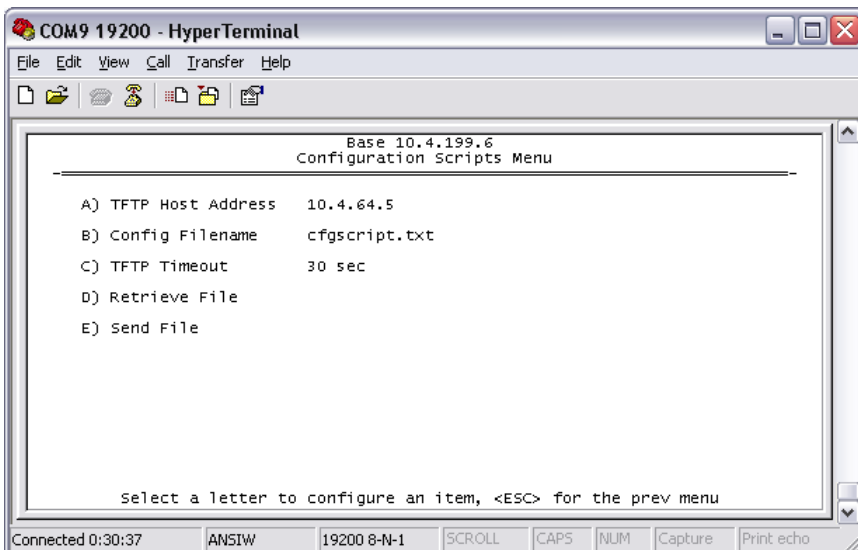 COM9 19200 - HyperTerminal
File Edit View Call Transfer Help
Base 10.4.199.6
Configuration Scripts Menu
A) TFTP Host Address 10.4.64.5
B) Config Filename cfgscript.txt
C) TFTP Timeout 30 sec
D) Retrieve File
E) Send File
Select a letter to configure an item, <ESC> for the prev menu
Connected 0:30:37 ANSIW 19200 8-N-1 SCROLL CAPS NUM Capture Print echo